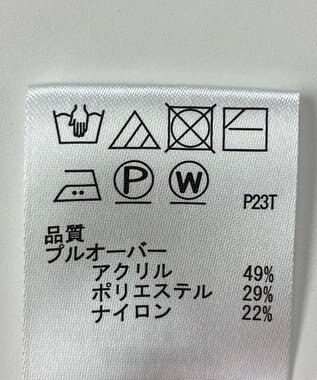 P W P23T
品質
プルオーバー
アクリル 49%
ポリエステル 29%
ナイロン 22%